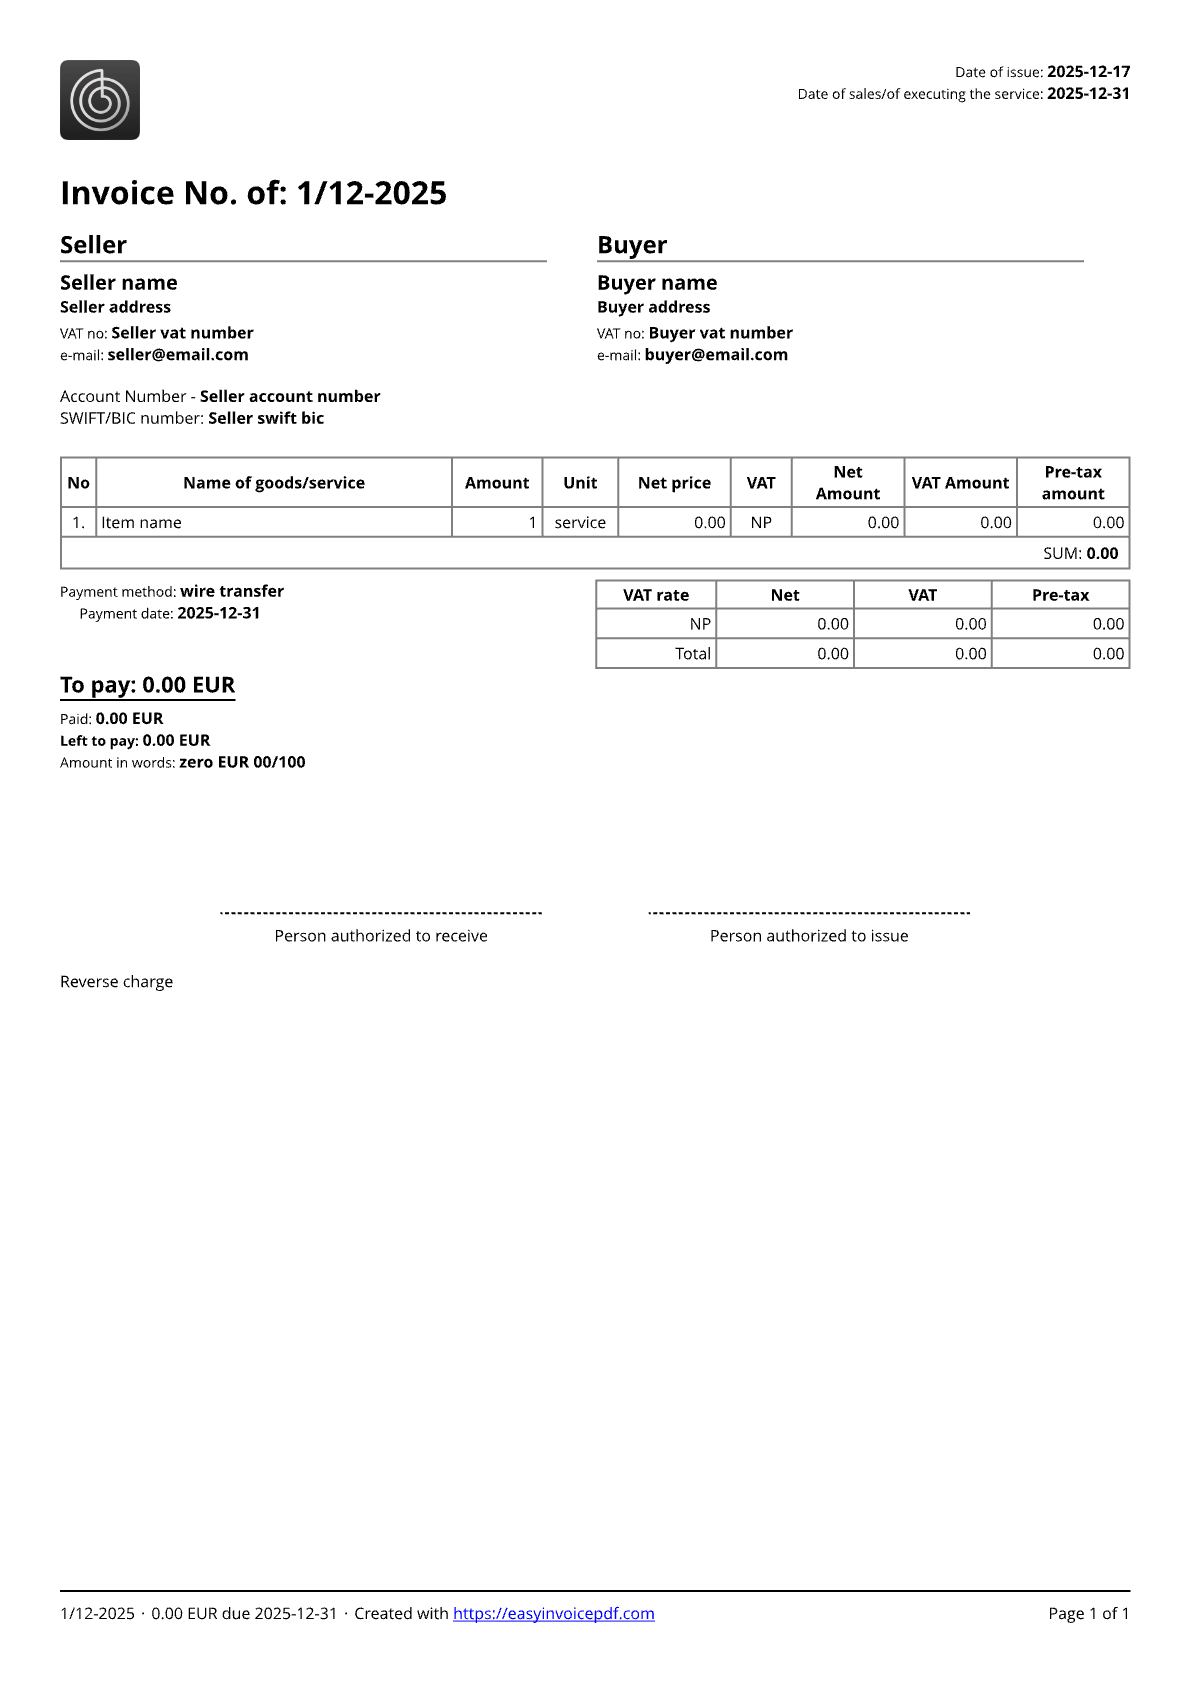 Date of issue: 2025-12-17
Date of sales/of executing the service: 2025-12-31
Invoice No. of: 1/12-2025
Seller
Seller name
Seller address
VAT no: Seller vat number
e-mail: seller@email.com
Account Number - Seller account number
SWIFT/BIC number: Seller swift bic
Buyer
Buyer name
Buyer address
VAT no: Buyer vat number
e-mail: buyer@email.com
No Name of goods/service Amount Unit Net price VAT Net Amount VAT Amount Pre-tax amount
1. Item name 1 service 0.00 NP 0.00 0.00 0.00
SUM: 0.00
Payment method: wire transfer
Payment date: 2025-12-31
VAT rate Net VAT Pre-tax
NP 0.00 0.00 0.00
Total 0.00 0.00 0.00
To pay: 0.00 EUR
Paid: 0.00 EUR
Left to pay: 0.00 EUR
Amount in words: zero EUR 00/100
Person authorized to receive
Person authorized to issue
Reverse charge
1/12-2025 · 0.00 EUR due 2025-12-31 · Created with https://easyinvoicepdf.com
Page 1 of 1